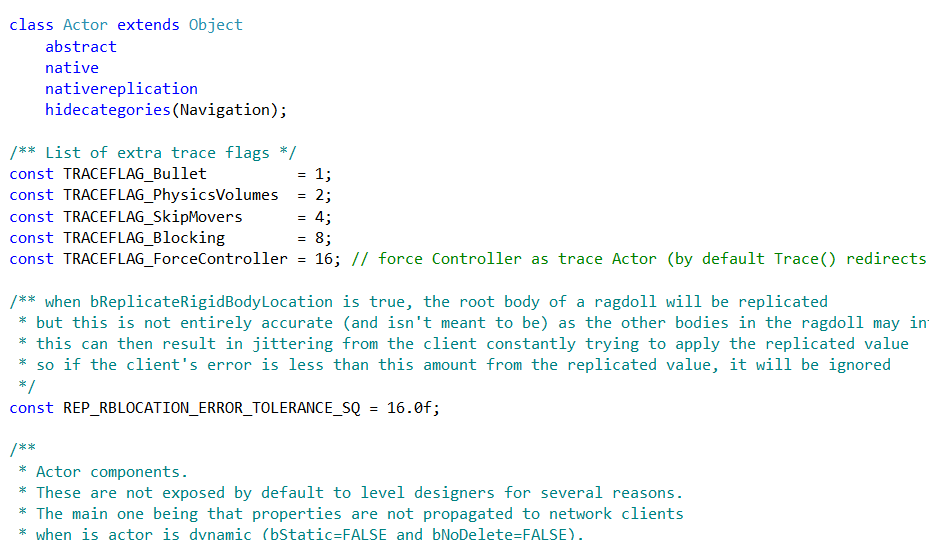 class Actor extends Object
    abstract
    native
    nativereplication
    hidecategories(Navigation);

/** List of extra trace flags */
const TRACEFLAG_Bullet          = 1;
const TRACEFLAG_PhysicsVolumes  = 2;
const TRACEFLAG_SkipMovers      = 4;
const TRACEFLAG_Blocking        = 8;
const TRACEFLAG_ForceController = 16; // force Controller as trace Actor (by default Trace() redirects

/** when bReplicateRigidBodyLocation is true, the root body of a ragdoll will be replicated
 * but this is not entirely accurate (and isn't meant to be) as the other bodies in the ragdoll may
 * this can then result in jittering from the client constantly trying to apply the replicated value
 * so if the client's error is less than this amount from the replicated value, it will be ignored
 */
const REP_RBLOCATION_ERROR_TOLERANCE_SQ = 16.0f;

/**
 * Actor components.
 * These are not exposed by default to level designers for several reasons.
 * The main one being that properties are not propagated to network clients
 * when is actor is dynamic (bStatic=FALSE and bNoDelete=FALSE).